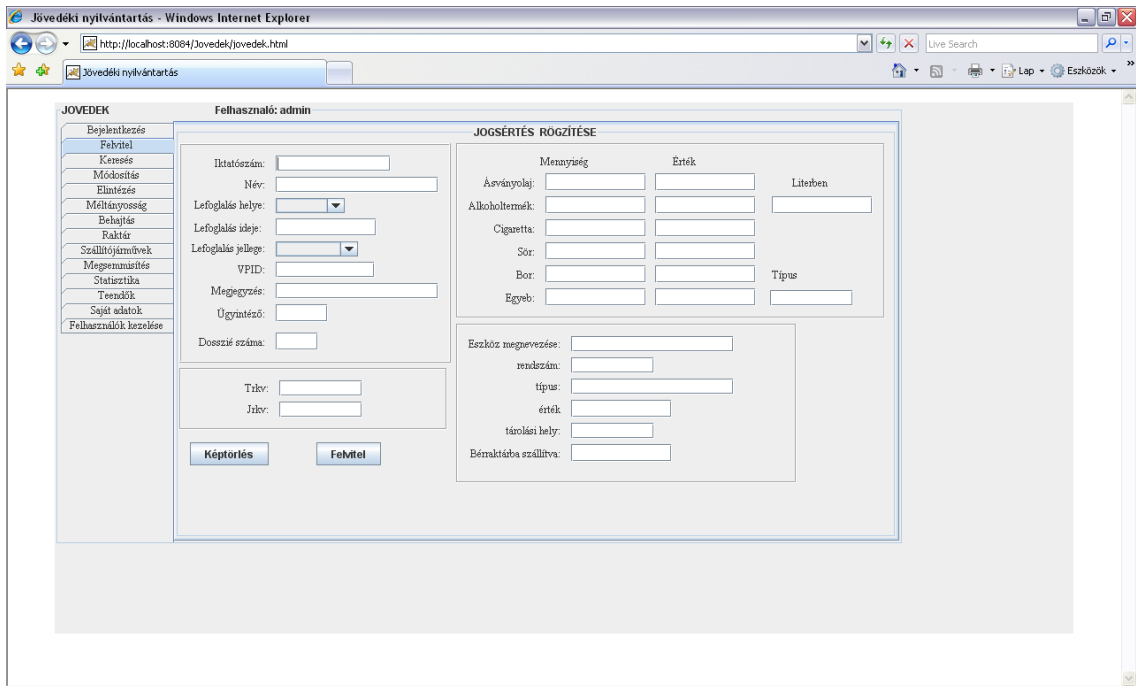 Jövedéki nyilvántartás - Windows Internet Explorer
http://localhost:8084/Jovedek/jovedek.html
Live Search
Jövedéki nyilvántartás
Lap
Eszközök
»
JOVEDEK
Felhasználó: admin
Bejelentkezés
Felvitel
Keresés
Módosítás
Elintézés
Méltányosság
Behajtás
Raktár
Szállítójárművek
Megsemmisítés
Statisztika
Teendők
Saját adatok
Felhasználók kezelése
JOGSÉRTÉS RÖGZÍTÉSE
Iktatószám:
Név:
Lefoglalás helye:
Lefoglalás ideje:
Lefoglalás jellege:
VPID:
Megjegyzés:
Ügyintéző:
Dosszié száma:
Trkv:
Jrkv:
Képtörlés
Felvitel
Mennyiség
Érték
Ásványolaj:
Literben
Alkoholtermék:
Cigaretta:
Sör:
Bor:
Típus
Egyeb:
Eszköz megnevezése:
rendszám:
típus:
érték
tárolási hely:
Bérraktárba szállítva: